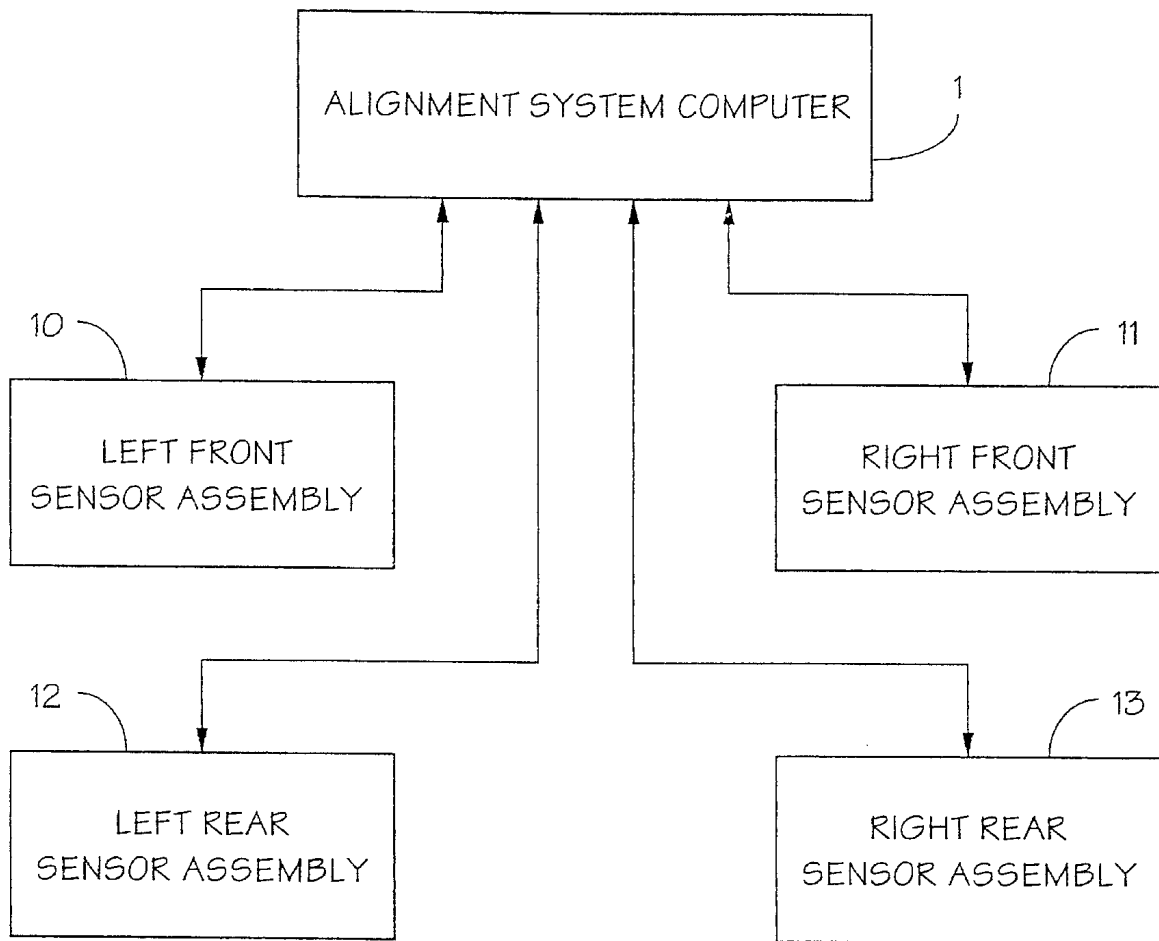 ALIGNMENT SYSTEM COMPUTER
1
10
LEFT FRONT
SENSOR ASSEMBLY
11
RIGHT FRONT
SENSOR ASSEMBLY
12
LEFT REAR
SENSOR ASSEMBLY
13
RIGHT REAR
SENSOR ASSEMBLY